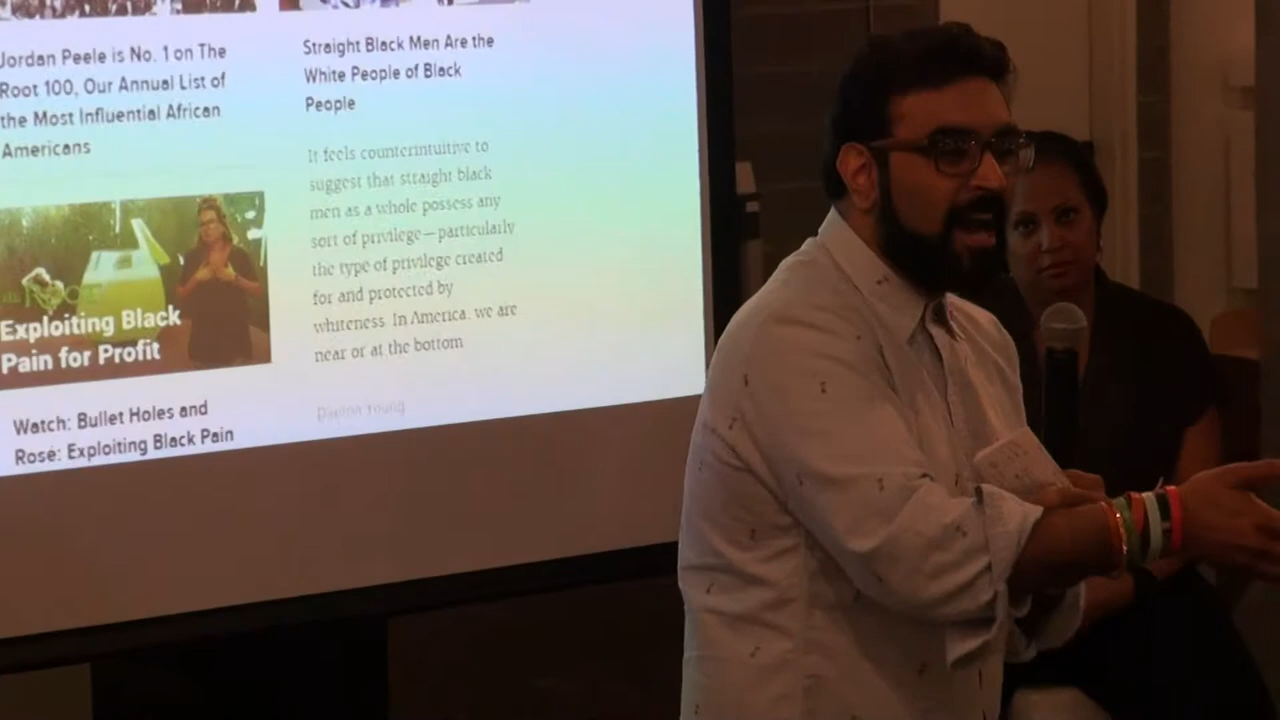 Jordan Peele is No. 1 on The
Root 100, Our Annual List of
the Most Influential African
Americans
THE ROOT
Exploiting Black
Pain for Profit
Watch: Bullet Holes and
Rosé: Exploiting Black Pain
Straight Black Men Are the
White People of Black
People
It feels counterintuitive to
suggest that straight black
men as a whole possess any
sort of privilege—particularly
the type of privilege created
for and protected by
whiteness. In America, we are
near or at the bottom
Damon Young